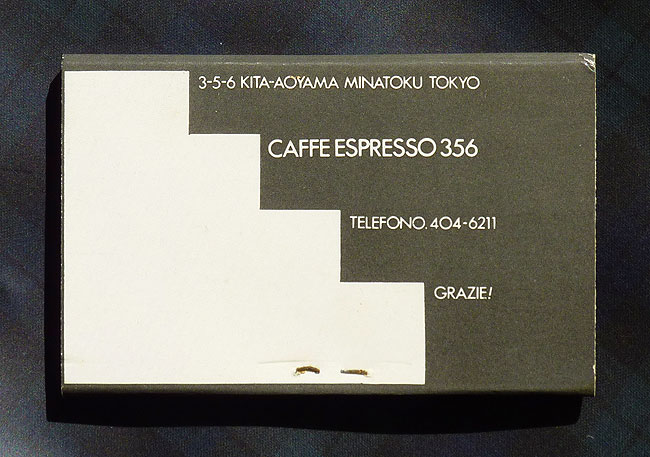 3-5-6 KITA-AOYAMA MINATOKU TOKYO
CAFFE ESPRESSO 356
TELEFONO. 404-6211
GRAZIE!